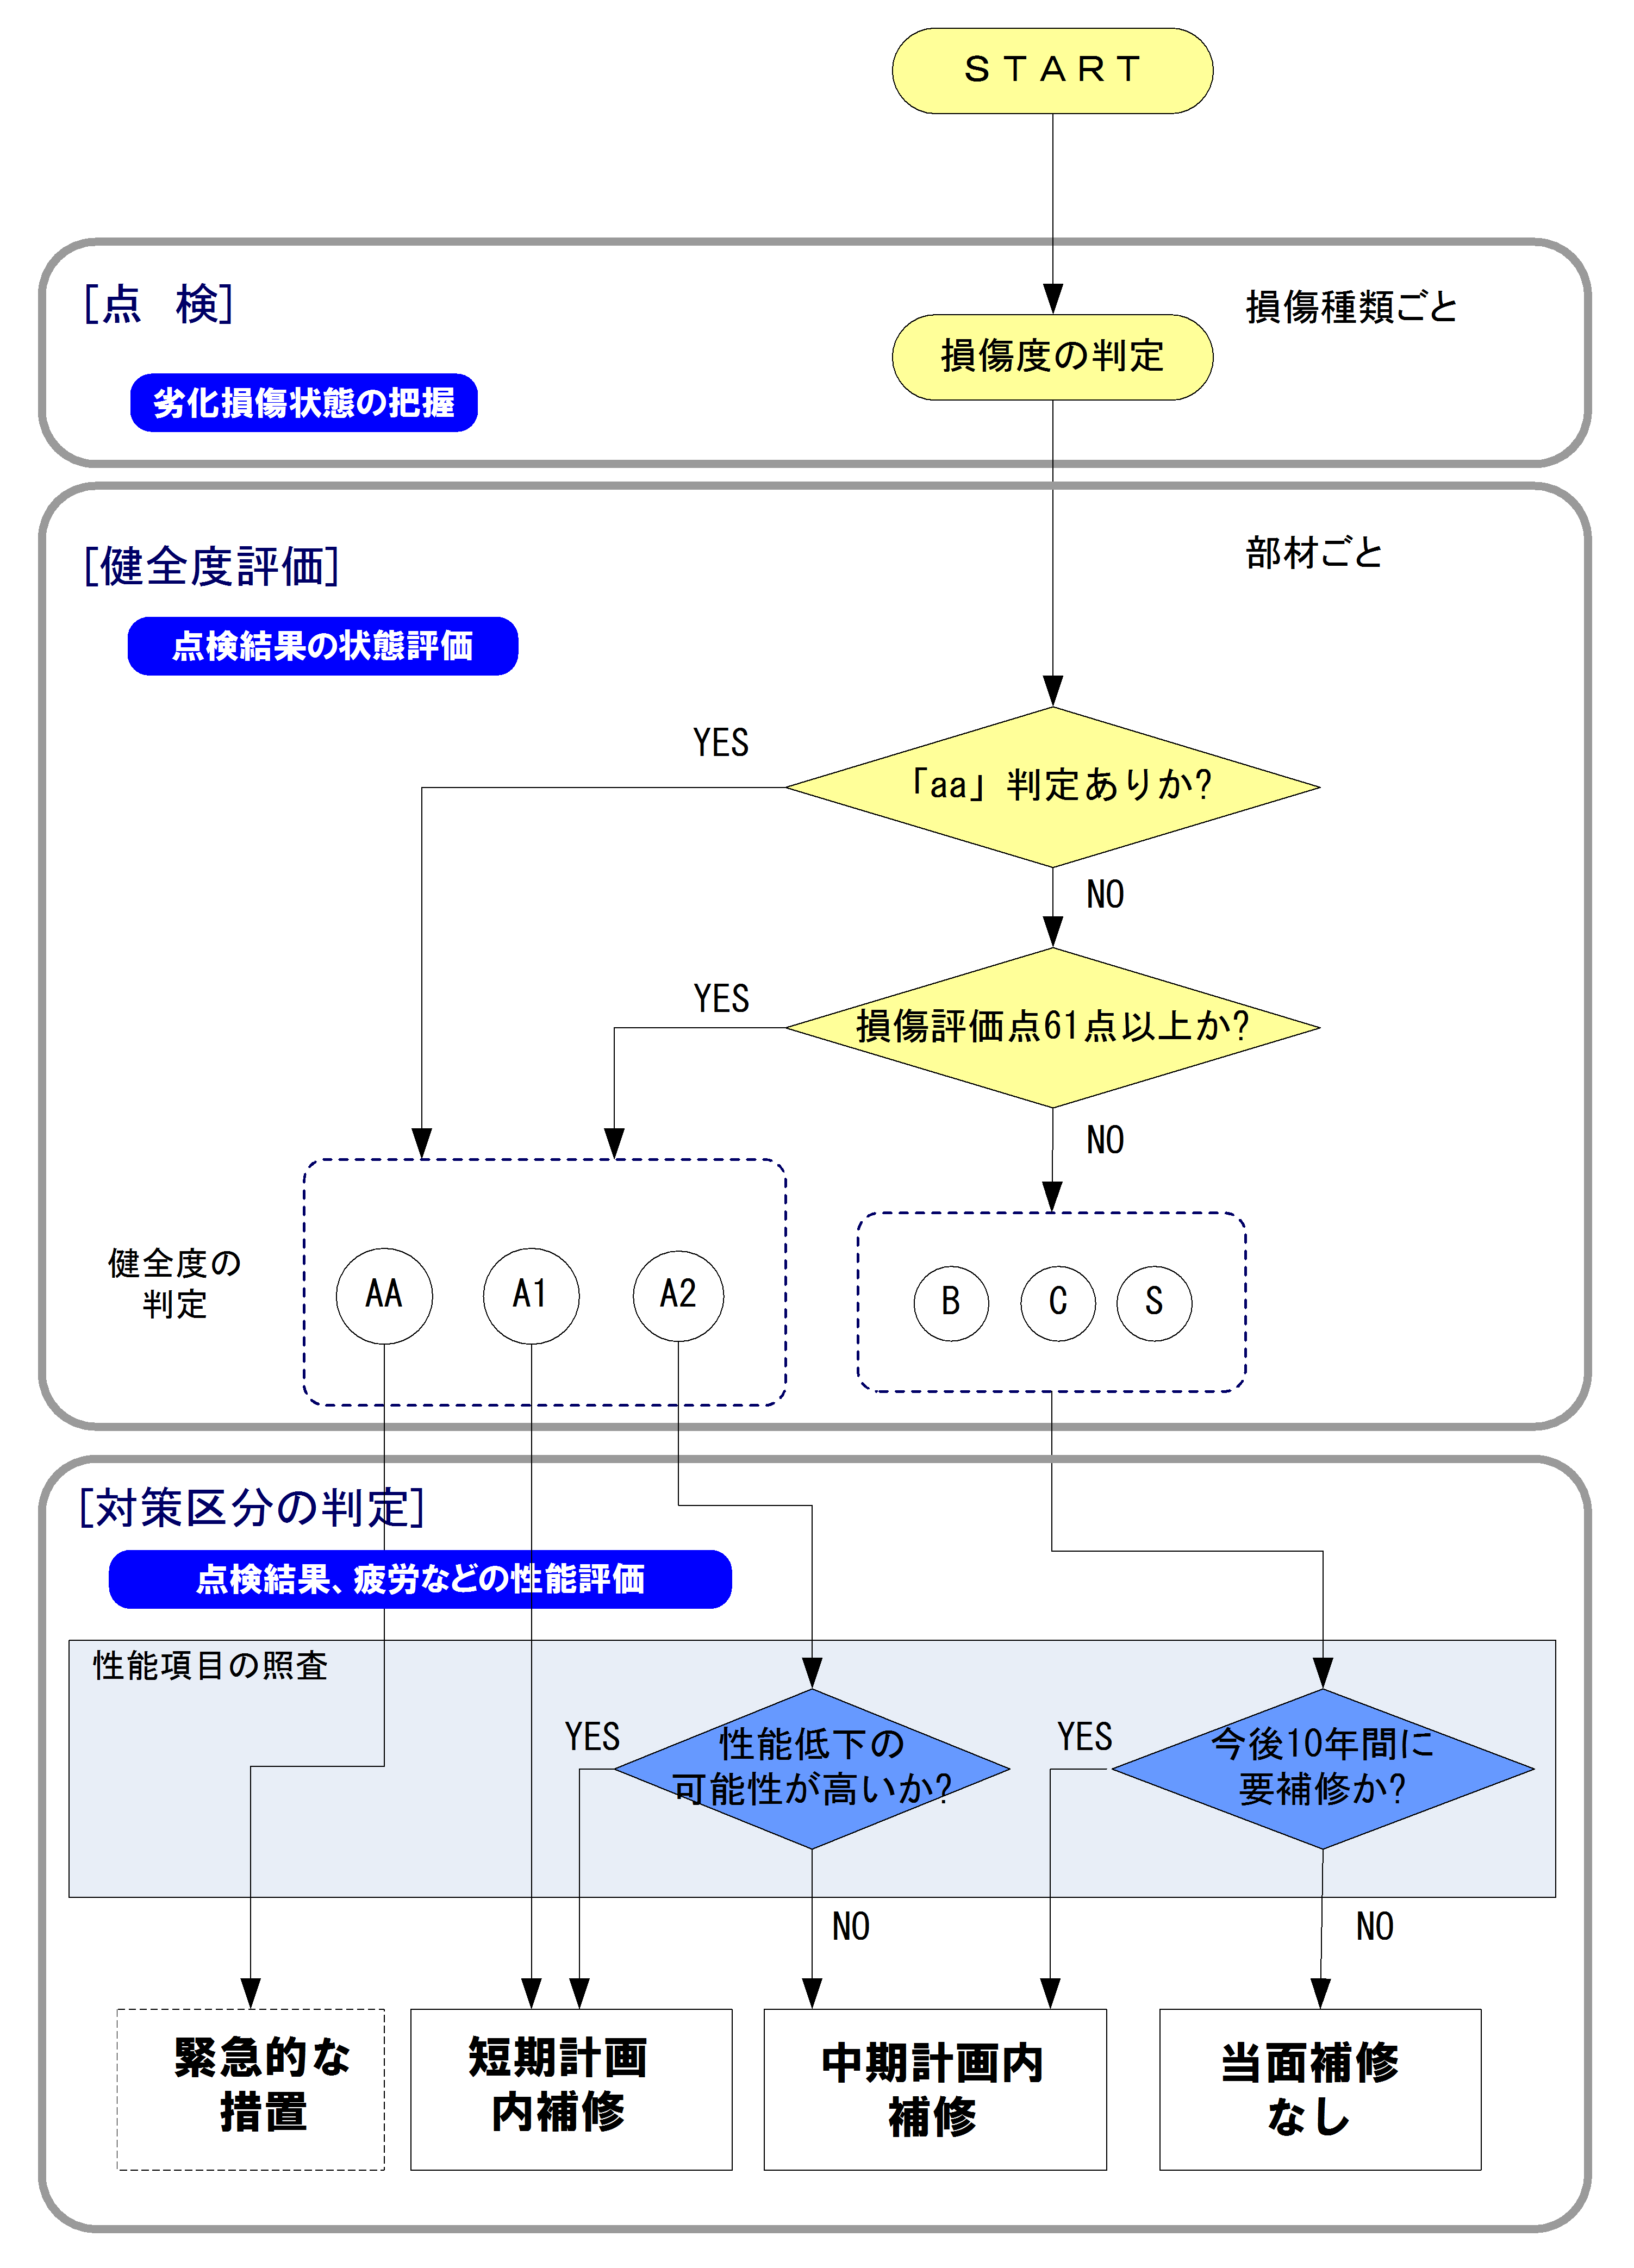 START
[点　検]
損傷種類ごと
損傷度の判定
劣化損傷状態の把握
[健全度評価]
部材ごと
点検結果の状態評価
YES
「aa」判定ありか?
NO
YES
損傷評価点61点以上か?
NO
健全度の
判定
AA
A1
A2
B
C
S
[対策区分の判定]
点検結果、疲労などの性能評価
性能項目の照査
YES
性能低下の
可能性が高いか?
YES
今後10年間に
要補修か?
NO
NO
緊急的な
措置
短期計画
内補修
中期計画内
補修
当面補修
なし